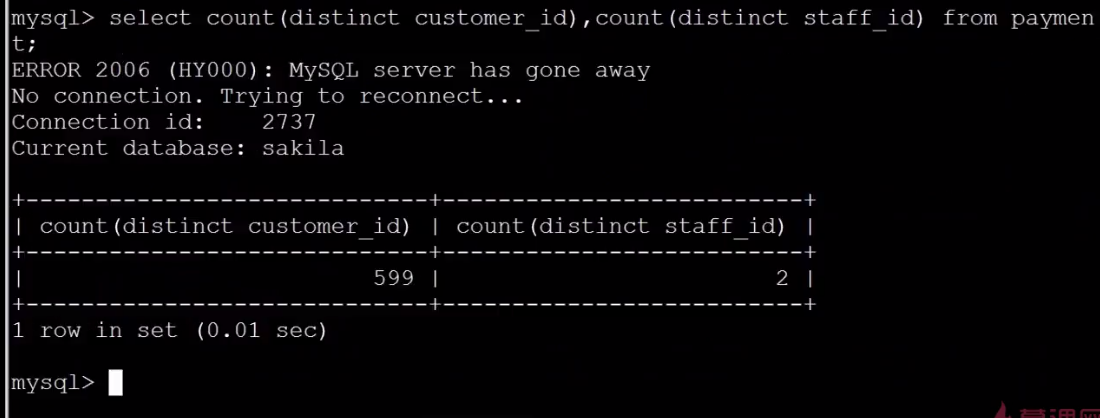 mysql> select count(distinct customer_id),count(distinct staff_id) from paymen
t;
ERROR 2006 (HY000): MySQL server has gone away
No connection. Trying to reconnect...
Connection id:    2737
Current database: sakila
+-----------------------------+--------------------------+
| count(distinct customer_id) | count(distinct staff_id) |
+-----------------------------+--------------------------+
|                         599 |                        2 |
+-----------------------------+--------------------------+
1 row in set (0.01 sec)
mysql>